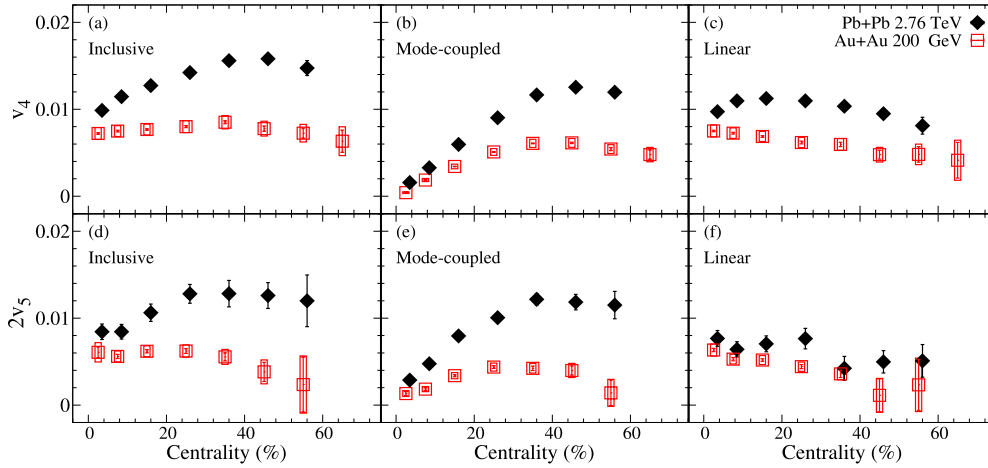 0.02
(a)
Inclusive
(b)
Mode-coupled
(c)
Linear
Pb+Pb 2.76 TeV
Au+Au 200 GeV
v4
0.01
0
0.02
(d)
Inclusive
(e)
Mode-coupled
(f)
Linear
2v5
0.01
0
0 20 40 60
0 20 40 60
0 20 40 60
Centrality (%)
Centrality (%)
Centrality (%)